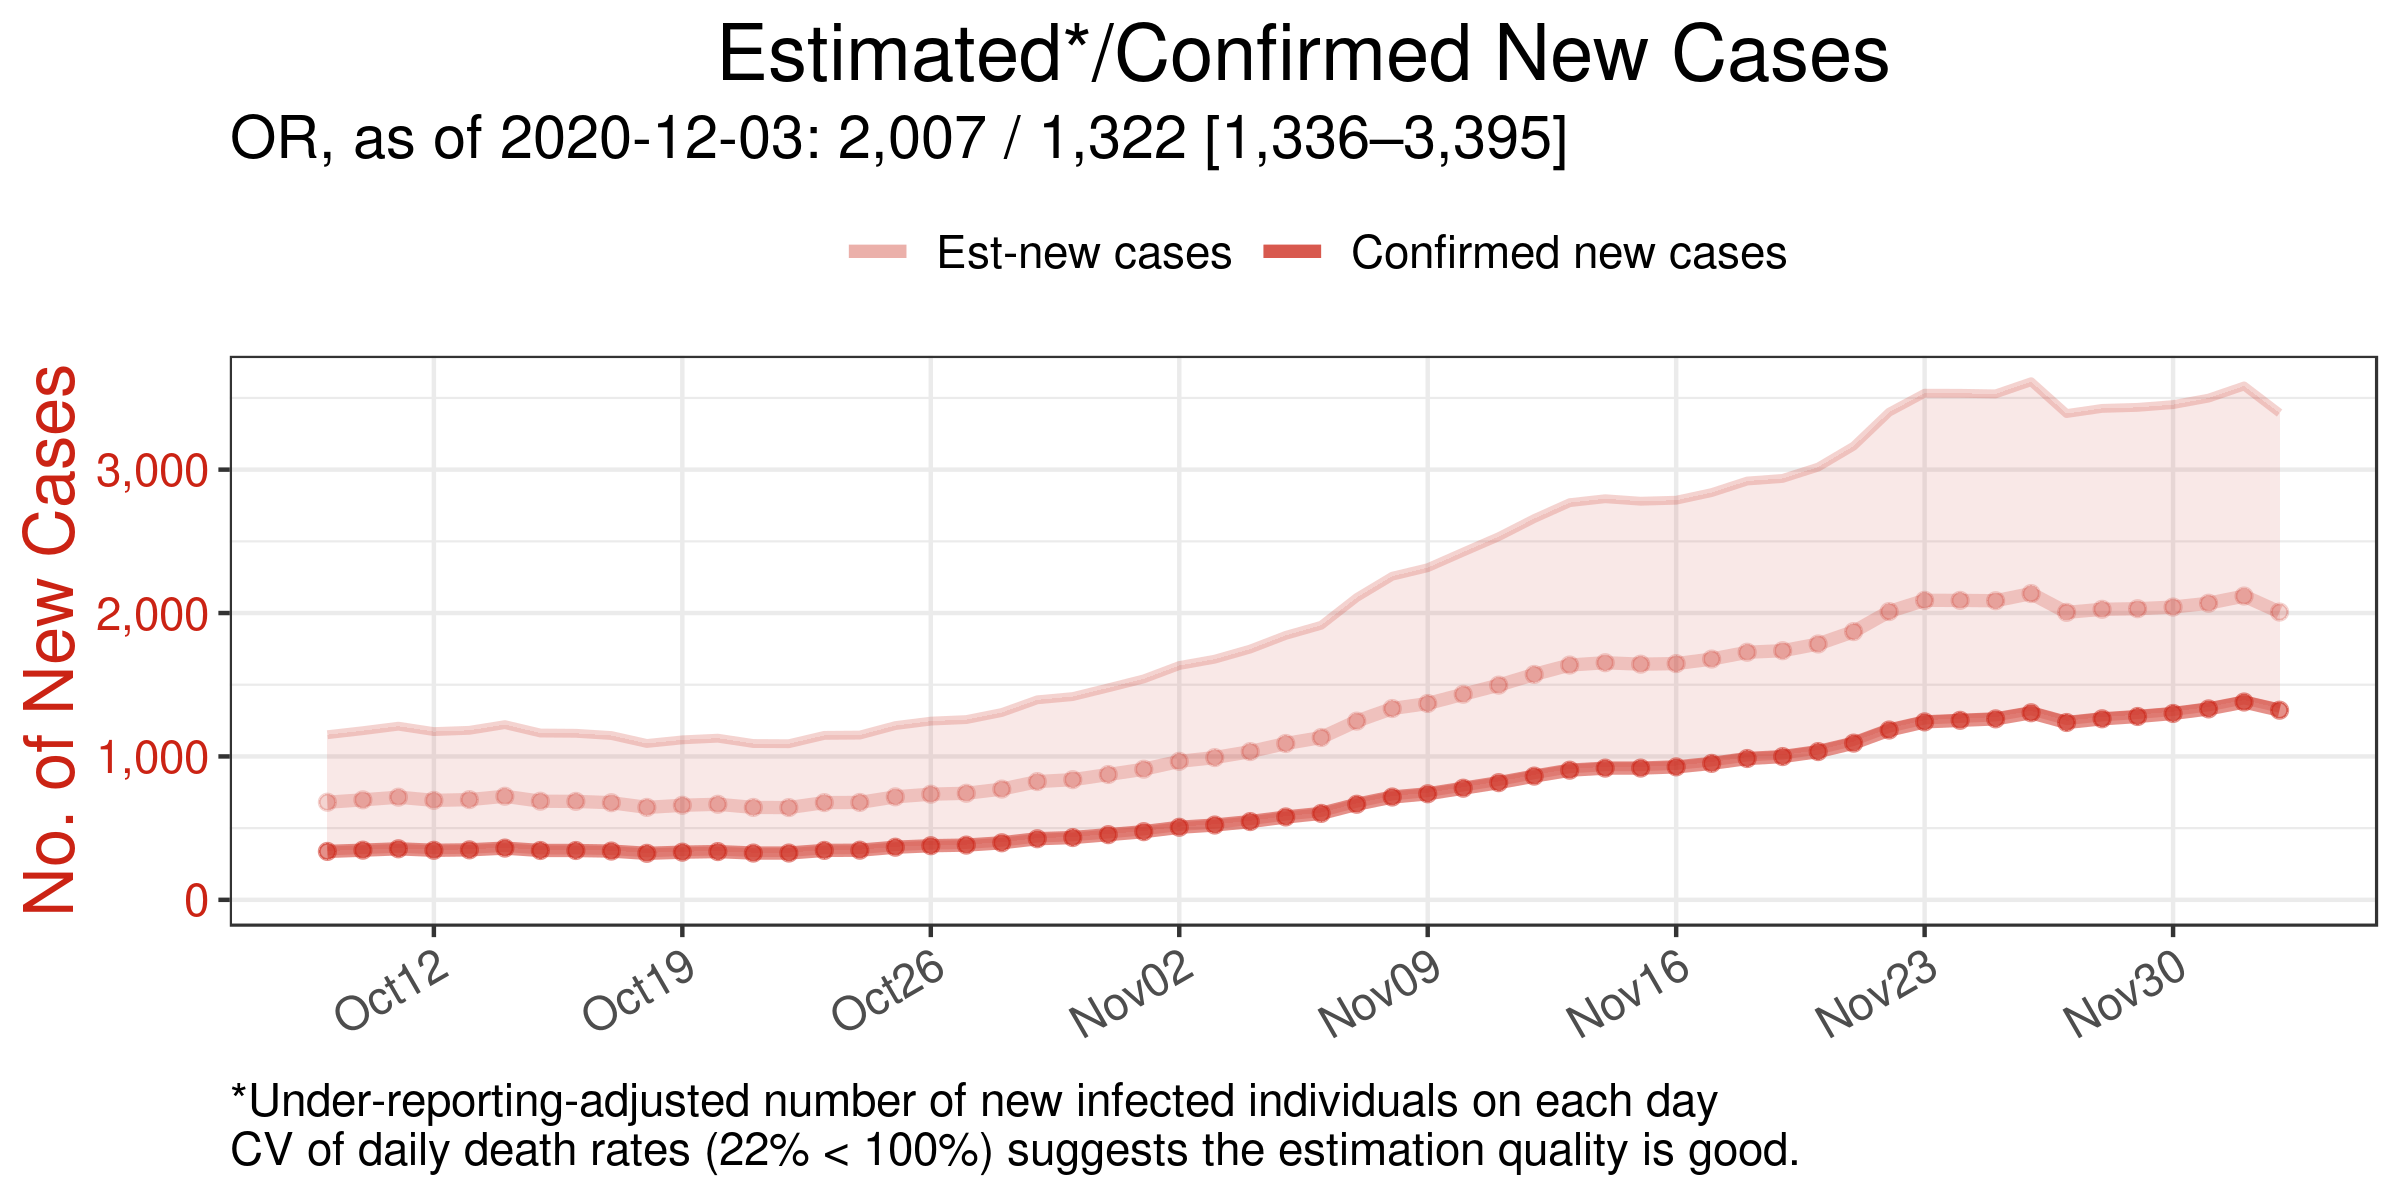 Estimated*/Confirmed New Cases
OR, as of 2020-12-03: 2,007 / 1,322 [1,336–3,395]
Est-new cases
Confirmed new cases
No. of New Cases
3,000
2,000
1,000
0
Oct12
Oct19
Oct26
Nov02
Nov09
Nov16
Nov23
Nov30
*Under-reporting-adjusted number of new infected individuals on each day
CV of daily death rates (22% < 100%) suggests the estimation quality is good.